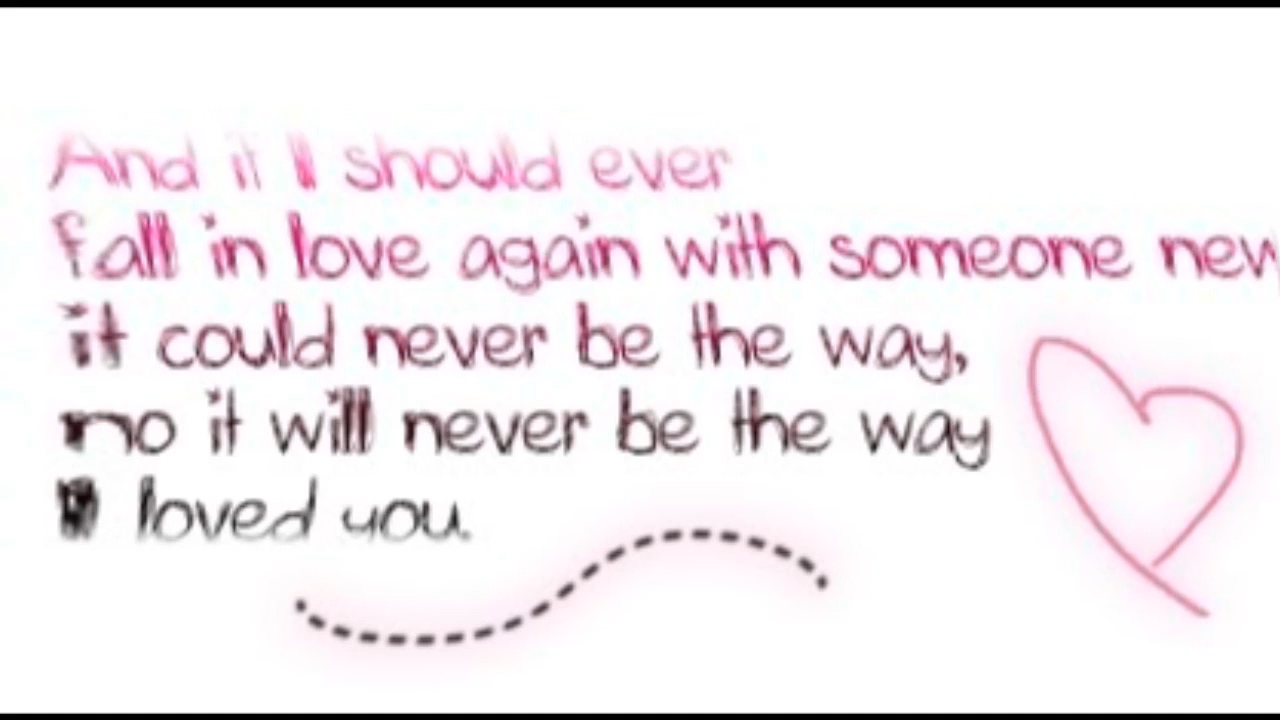 And if I should ever
fall in love again with someone new
it could never be the way,
no it will never be the way
I loved you.